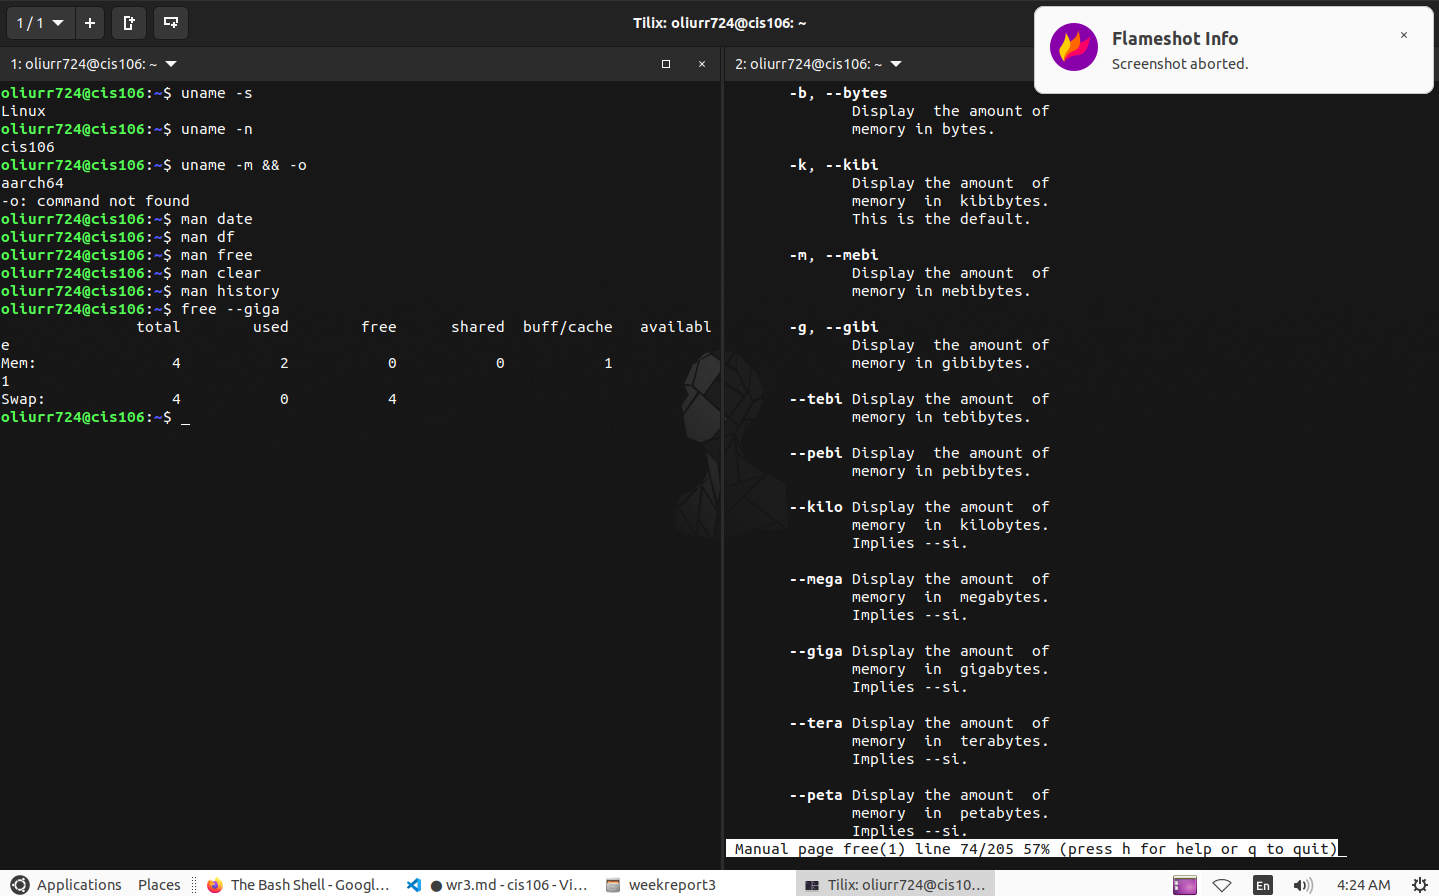 1 / 1
Tilix: oliurr724@cis106: ~
Flameshot Info
Screenshot aborted.
1: oliurr724@cis106: ~
oliurr724@cis106:~$ uname -s
Linux
oliurr724@cis106:~$ uname -n
cis106
oliurr724@cis106:~$ uname -m && -o
aarch64
-o: command not found
oliurr724@cis106:~$ man date
oliurr724@cis106:~$ man df
oliurr724@cis106:~$ man free
oliurr724@cis106:~$ man clear
oliurr724@cis106:~$ man history
oliurr724@cis106:~$ free --giga
total used free shared buff/cache availabl
e
Mem: 4 2 0 0 1
1
Swap: 4 0 4
oliurr724@cis106:~$ _
2: oliurr724@cis106: ~
-b, --bytes
Display the amount of
memory in bytes.
-k, --kibi
Display the amount of
memory in kibibytes.
This is the default.
-m, --mebi
Display the amount of
memory in mebibytes.
-g, --gibi
Display the amount of
memory in gibibytes.
--tebi Display the amount of
memory in tebibytes.
--pebi Display the amount of
memory in pebibytes.
--kilo Display the amount of
memory in kilobytes.
Implies --si.
--mega Display the amount of
memory in megabytes.
Implies --si.
--giga Display the amount of
memory in gigabytes.
Implies --si.
--tera Display the amount of
memory in terabytes.
Implies --si.
--peta Display the amount of
memory in petabytes.
Implies --si.
Manual page free(1) line 74/205 57% (press h for help or q to quit)_
Applications Places The Bash Shell - Googl... ● wr3.md - cis106 - Vi... weekreport3 Tilix: oliurr724@cis10... En 4:24 AM